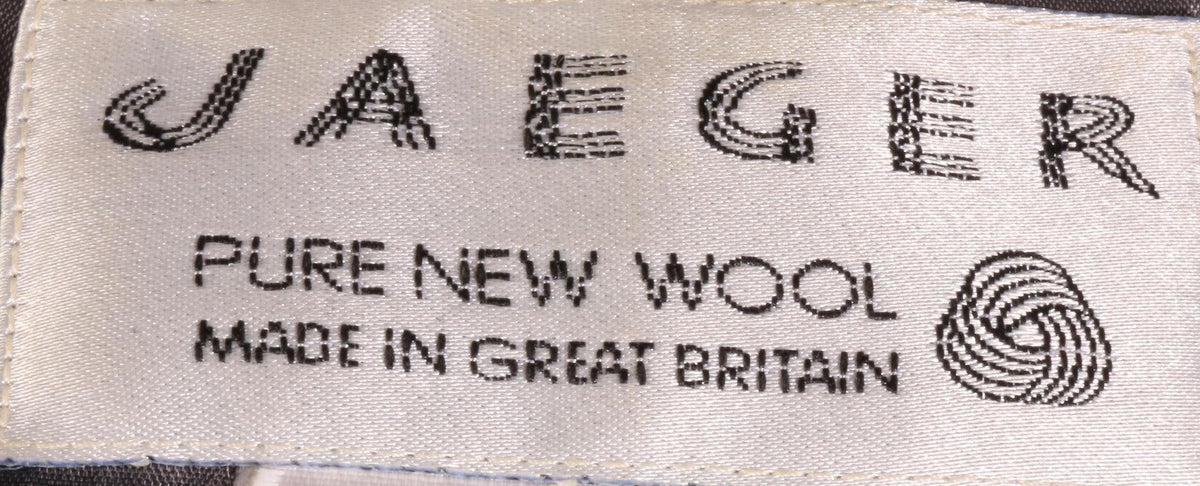 JAEGER
PURE NEW WOOL
MADE IN GREAT BRITAIN